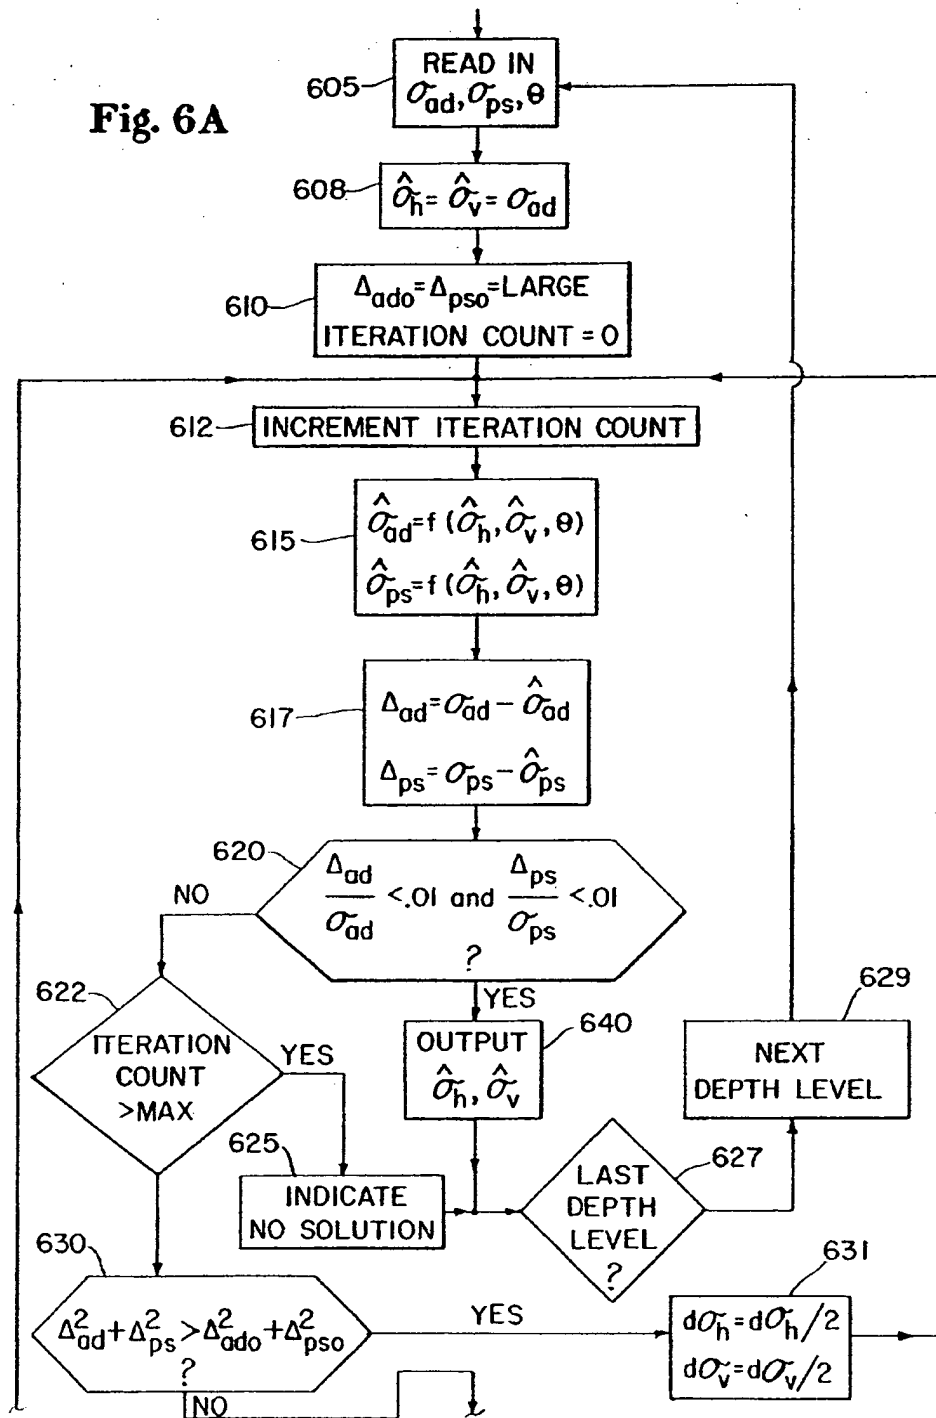 Fig. 6A
605
READ IN
σad, σps, θ
608
σ̂h = σ̂v = σad
610
Δado = Δpso = LARGE
ITERATION COUNT = 0
612
INCREMENT ITERATION COUNT
615
σ̂ad = f (σ̂h, σ̂v, θ)
σ̂ps = f (σ̂h, σ̂v, θ)
617
Δad = σad − σ̂ad
Δps = σps − σ̂ps
620
Δad/σad < .01 and Δps/σps < .01
?
NO
YES
622
ITERATION
COUNT
>MAX
YES
640
OUTPUT
σ̂h, σ̂v
629
NEXT
DEPTH LEVEL
625
INDICATE
NO SOLUTION
627
LAST
DEPTH
LEVEL
?
630
Δ²ad + Δ²ps > Δ²ado + Δ²pso
?
YES
NO
631
dσh = dσh/2
dσv = dσv/2